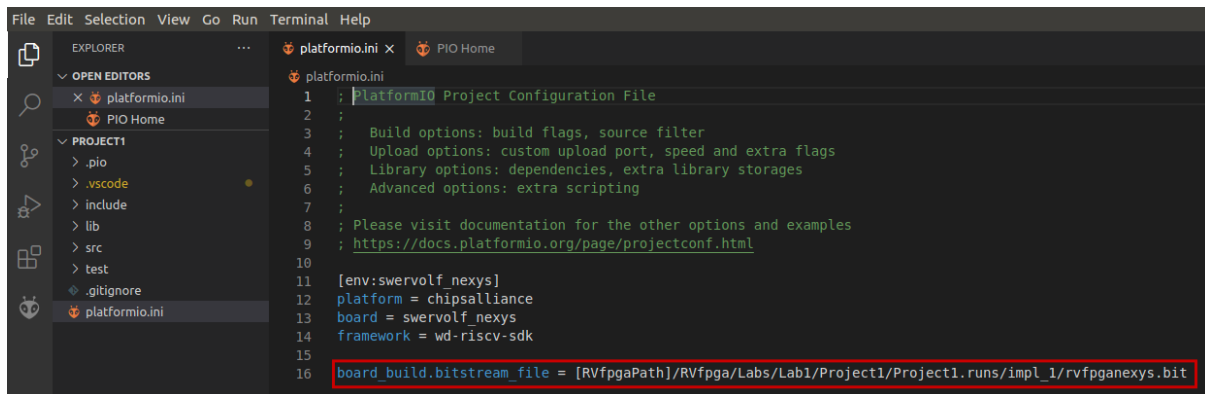 File Edit Selection View Go Run Terminal Help
EXPLORER ...
OPEN EDITORS
platformio.ini
PIO Home
PROJECT1
.pio
.vscode
include
lib
src
test
.gitignore
platformio.ini
platformio.ini PIO Home
platformio.ini
1 ; PlatformIO Project Configuration File
2 ;
3 ;   Build options: build flags, source filter
4 ;   Upload options: custom upload port, speed and extra flags
5 ;   Library options: dependencies, extra library storages
6 ;   Advanced options: extra scripting
7 ;
8 ; Please visit documentation for the other options and examples
9 ; https://docs.platformio.org/page/projectconf.html
10
11 [env:swervolf_nexys]
12 platform = chipsalliance
13 board = swervolf_nexys
14 framework = wd-riscv-sdk
15
16 board_build.bitstream_file = [RVfpgaPath]/RVfpga/Labs/Lab1/Project1/Project1.runs/impl_1/rvfpganexys.bit